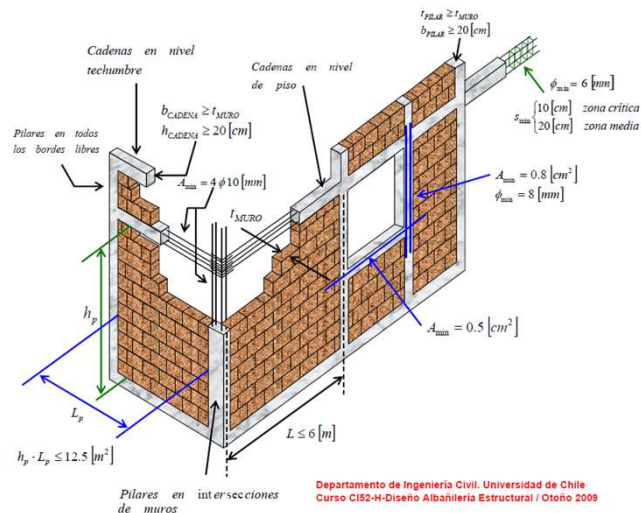 Cadenas en nivel
techumbre
Cadenas en nivel
de piso
t_PILAR ≥ t_MURO
b_PILAR ≥ 20 [cm]
ϕ_min = 6 [mm]
s_min { 10 [cm] zona crítica
20 [cm] zona media
b_CADENA ≥ t_MURO
h_CADENA ≥ 20 [cm]
Pilares en todos
los bordes libres
A_min = 4 ϕ 10 [mm]
t_MURO
A_min = 0.8 [cm²]
ϕ_min = 8 [mm]
h_p
A_min = 0.5 [cm²]
L_p
L ≤ 6 [m]
h_p · L_p ≤ 12.5 [m²]
Pilares en intersecciones
de muros
Departamento de Ingeniería Civil. Universidad de Chile
Curso CI52-H-Diseño Albañilería Estructural / Otoño 2009